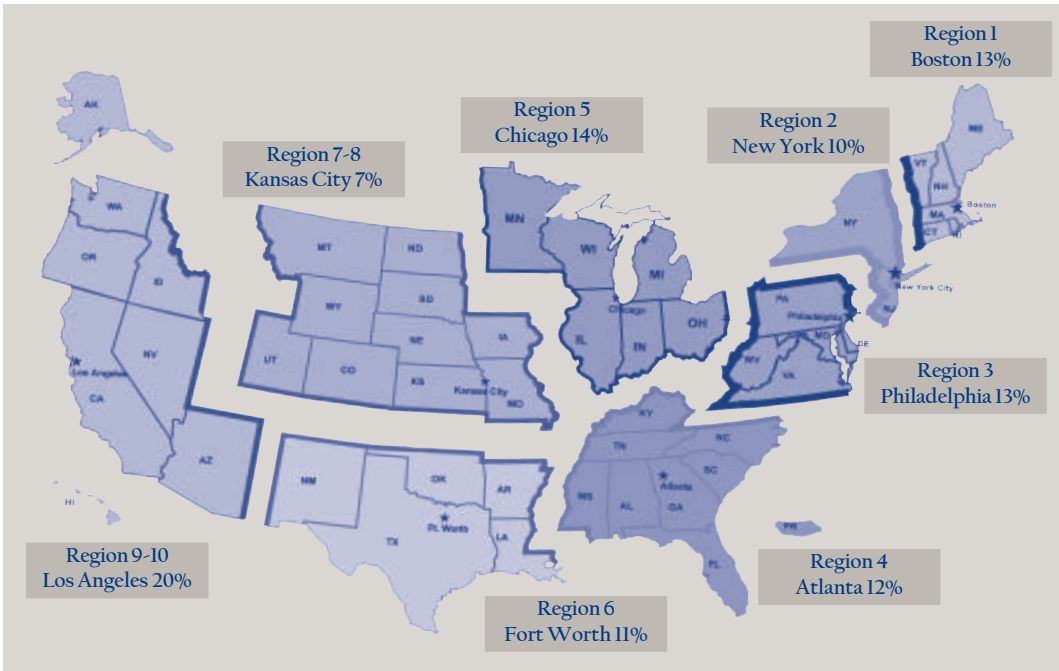 Region 1
Boston 13%
Region 2
New York 10%
Region 5
Chicago 14%
Region 7-8
Kansas City 7%
Region 3
Philadelphia 13%
Region 4
Atlanta 12%
Region 6
Fort Worth 11%
Region 9-10
Los Angeles 20%
AK
WA
OR
ID
NV
CA
Los Angeles
AZ
HI
MT
ND
SD
WY
NE
IA
UT
CO
KS
Kansas City
MO
NM
OK
AR
TX
Ft. Worth
LA
MN
WI
MI
Chicago
IL
IN
OH
KY
TN
NC
SC
MS
AL
GA
Atlanta
FL
PR
PA
Philadelphia
MD
DE
WV
VA
NY
New York City
NJ
ME
VT
NH
MA
Boston
CT
RI